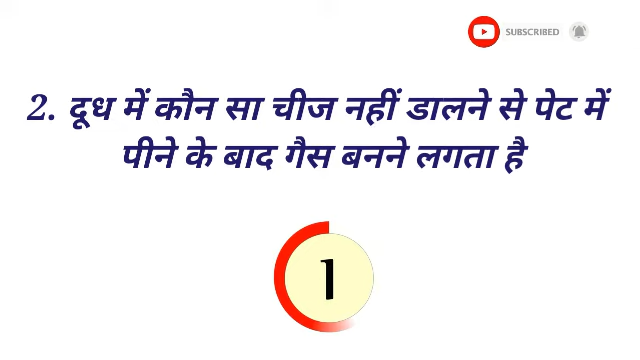 SUBSCRIBED
2. दूध में कौन सा चीज नहीं डालने से पेट में
पीने के बाद गैस बनने लगता है
1